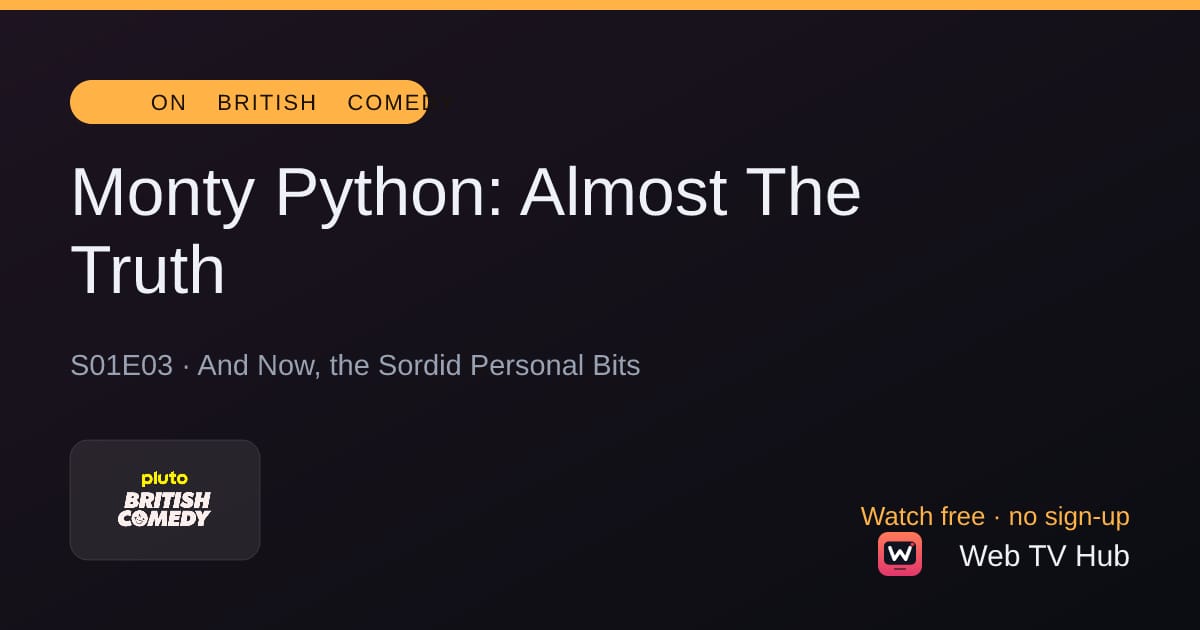 ON BRITISH COMEDY
Monty Python: Almost The
Truth
S01E03 · And Now, the Sordid Personal Bits
pluto
BRITISH
COMEDY
Watch free · no sign-up
W
Web TV Hub